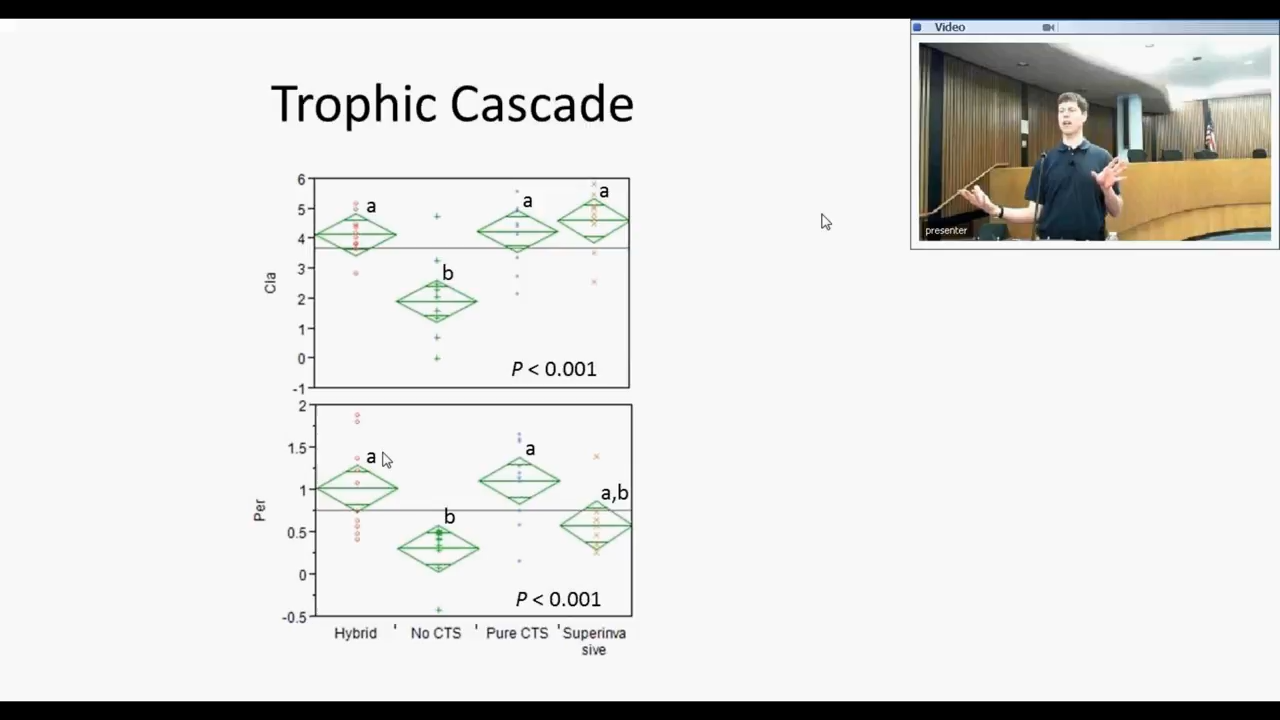 Video
presenter
Trophic Cascade
6
5
4
3
2
1
0
-1
Cla
a
b
a
a
P < 0.001
2
1.5
1
0.5
0
-0.5
Per
a
b
a
a,b
P < 0.001
Hybrid
No CTS
Pure CTS
Superinva
sive